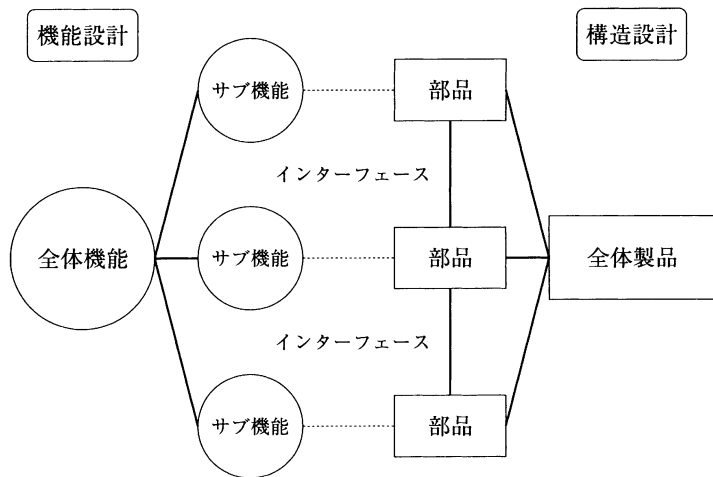 機能設計
構造設計
サブ機能
部品
インターフェース
全体機能
サブ機能
部品
全体製品
インターフェース
サブ機能
部品